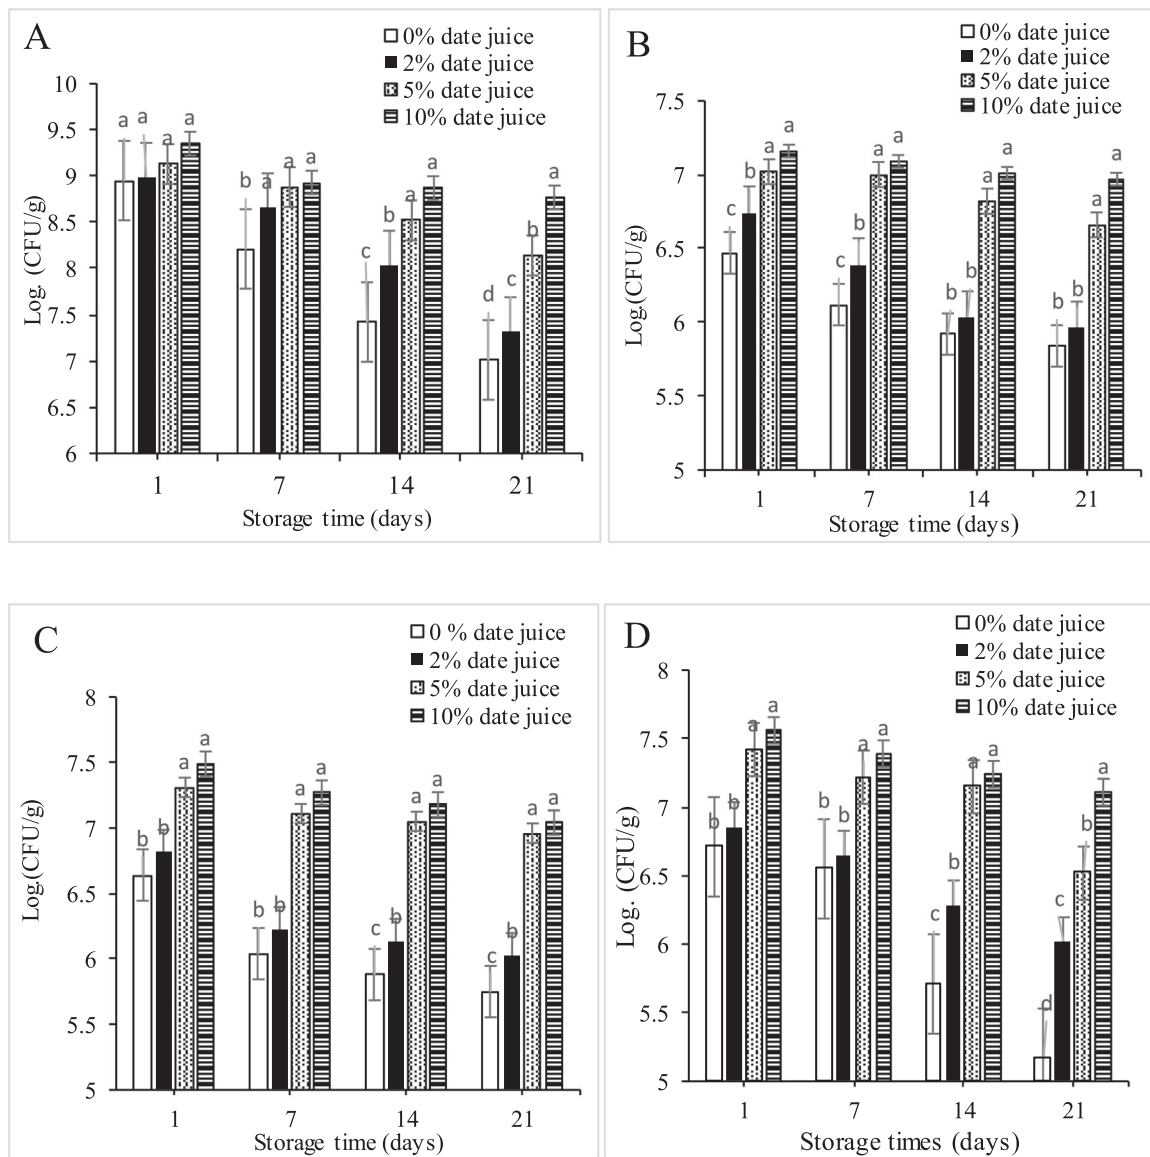 A
0% date juice
2% date juice
5% date juice
10% date juice
10
9.5
9
8.5
8
7.5
7
6.5
6
Log. (CFU/g)
a a a a
b a a a
c b a a
d c b a
1 7 14 21
Storage time (days)
B
0% date juice
2% date juice
5% date juice
10% date juice
7.5
7
6.5
6
5.5
5
Log.(CFU/g)
c b a a
c b a a
b b a a
b b a a
1 7 14 21
Storage time (days)
C
0 % date juice
2% date juice
5% date juice
10% date juice
8
7.5
7
6.5
6
5.5
5
Log.(CFU/g)
b b a a
b b a a
c b a a
c b a a
1 7 14 21
Storage time (days)
D
0% date juice
2% date juice
5% date juice
10% date juice
8
7.5
7
6.5
6
5.5
5
Log. (CFU/g)
b b a a
b b a a
c b a a
d c b a
1 7 14 21
Storage times (days)